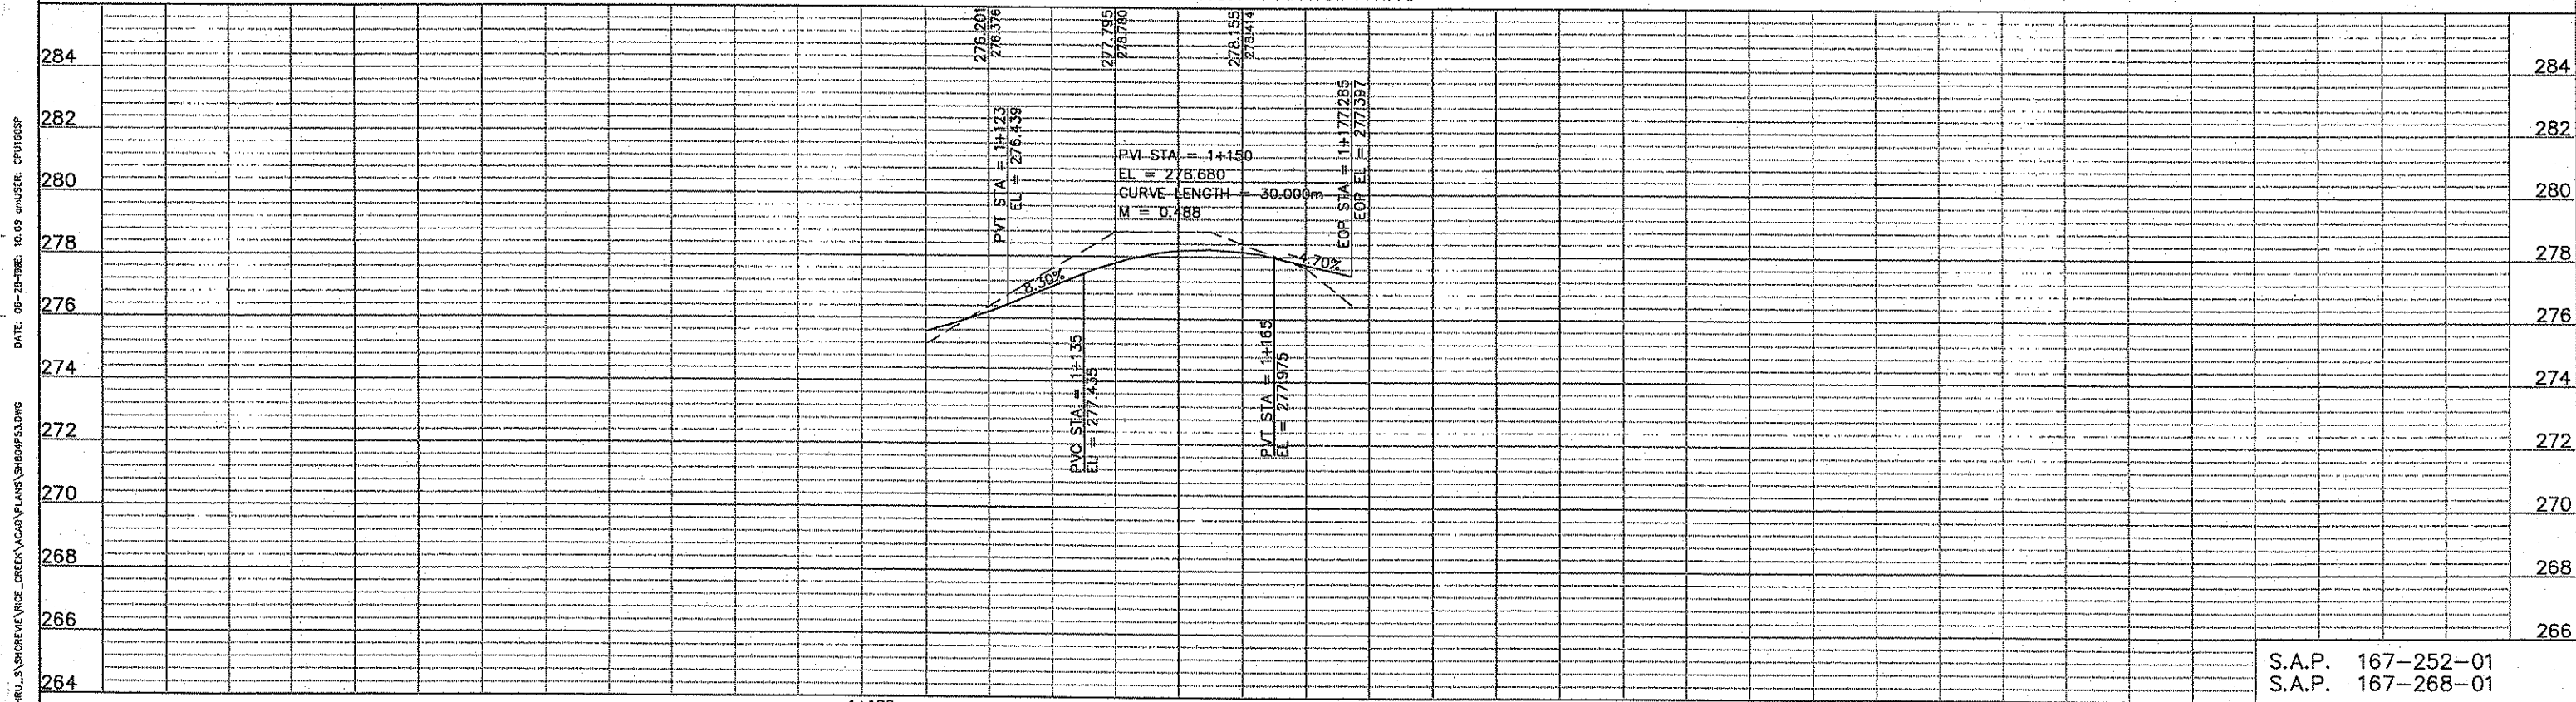 276.201
276.376
277.795
278.780
278.155
278.414
284
284
282
282
280
280
278
278
276
276
274
274
272
272
270
270
268
268
266
266
264
PVT STA = 1+123
EL = 276.439
PVI STA = 1+150
EL = 278.680
CURVE LENGTH = 30.000m
M = 0.488
EOP STA = 1+177.285
EOP EL = 277.397
8.30%
-4.70%
PVC STA = 1+135
EL = 277.435
PVT STA = 1+165
EL = 277.975
S.A.P. 167-252-01
S.A.P. 167-268-01